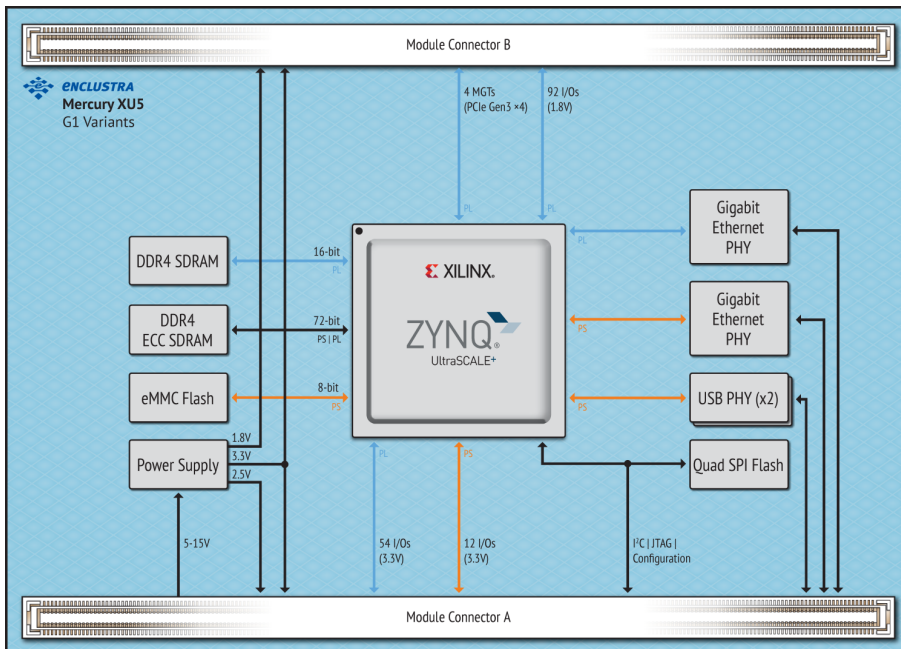 Module Connector B
ENCLUSTRA
Mercury XU5
G1 Variants
4 MGTs
(PCIe Gen3 ×4)
92 I/Os
(1.8V)
PL
PL
Gigabit
Ethernet
PHY
PL
DDR4 SDRAM
16-bit
PL
XILINX®
DDR4
ECC SDRAM
72-bit
PS | PL
ZYNQ®
UltraSCALE+
Gigabit
Ethernet
PHY
PS
eMMC Flash
8-bit
PS
USB PHY (x2)
PS
Power Supply
1.8V
3.3V
2.5V
PL
PS
Quad SPI Flash
5-15V
54 I/Os
(3.3V)
12 I/Os
(3.3V)
I²C | JTAG |
Configuration
Module Connector A